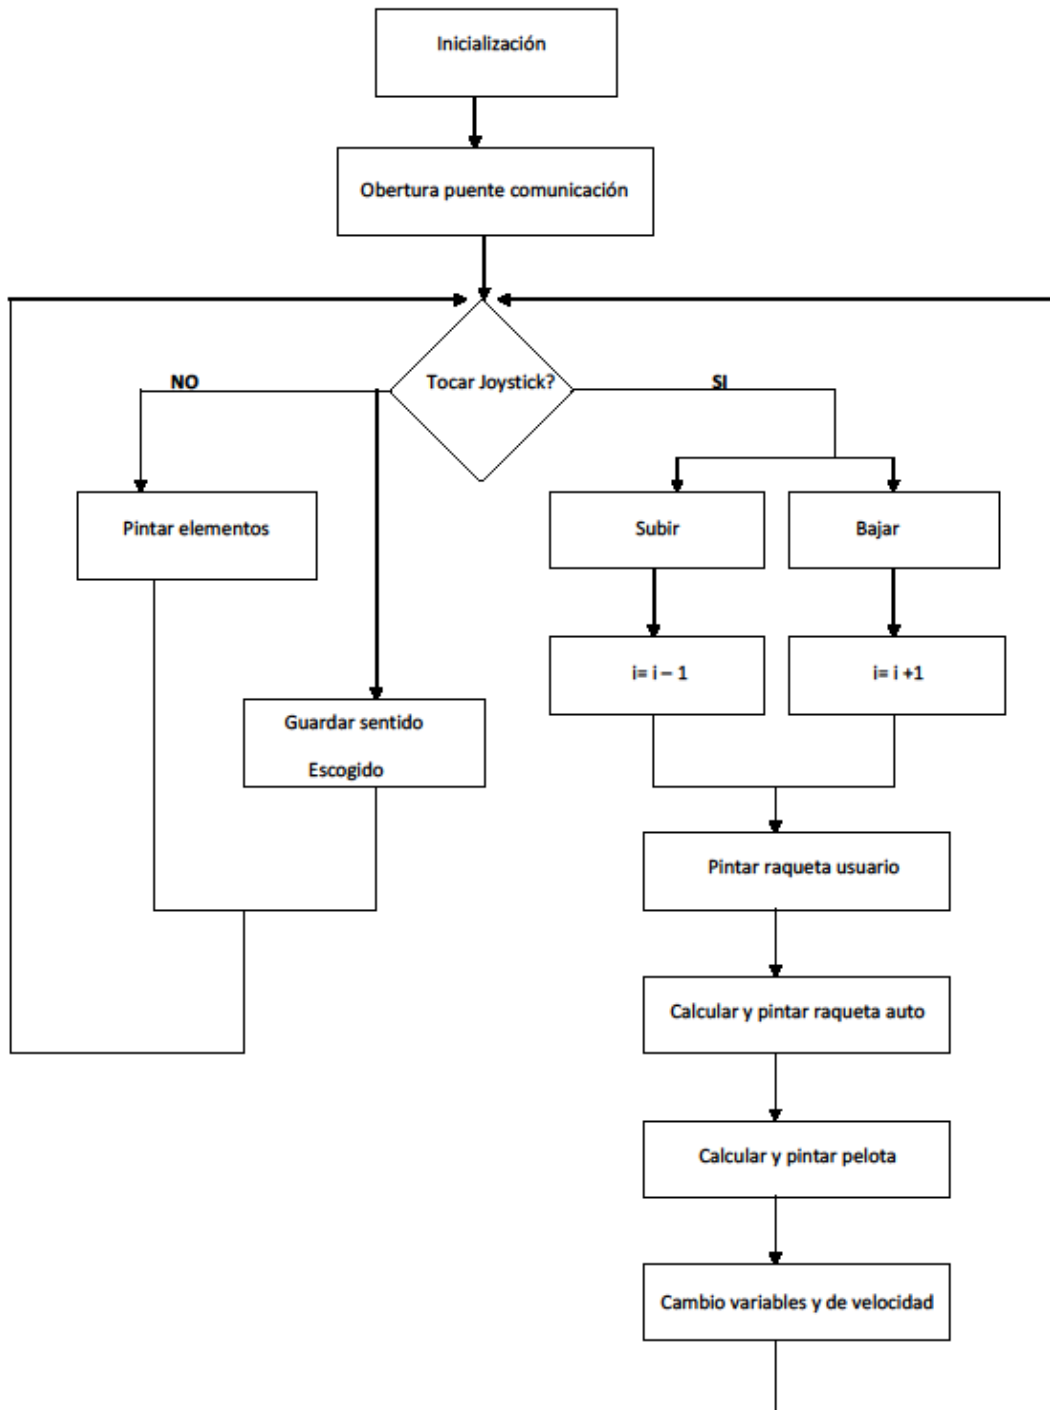 Inicialización
Obertura puente comunicación
Tocar Joystick?
NO
SI
Pintar elementos
Subir
Bajar
i= i – 1
i= i +1
Guardar sentido
Escogido
Pintar raqueta usuario
Calcular y pintar raqueta auto
Calcular y pintar pelota
Cambio variables y de velocidad